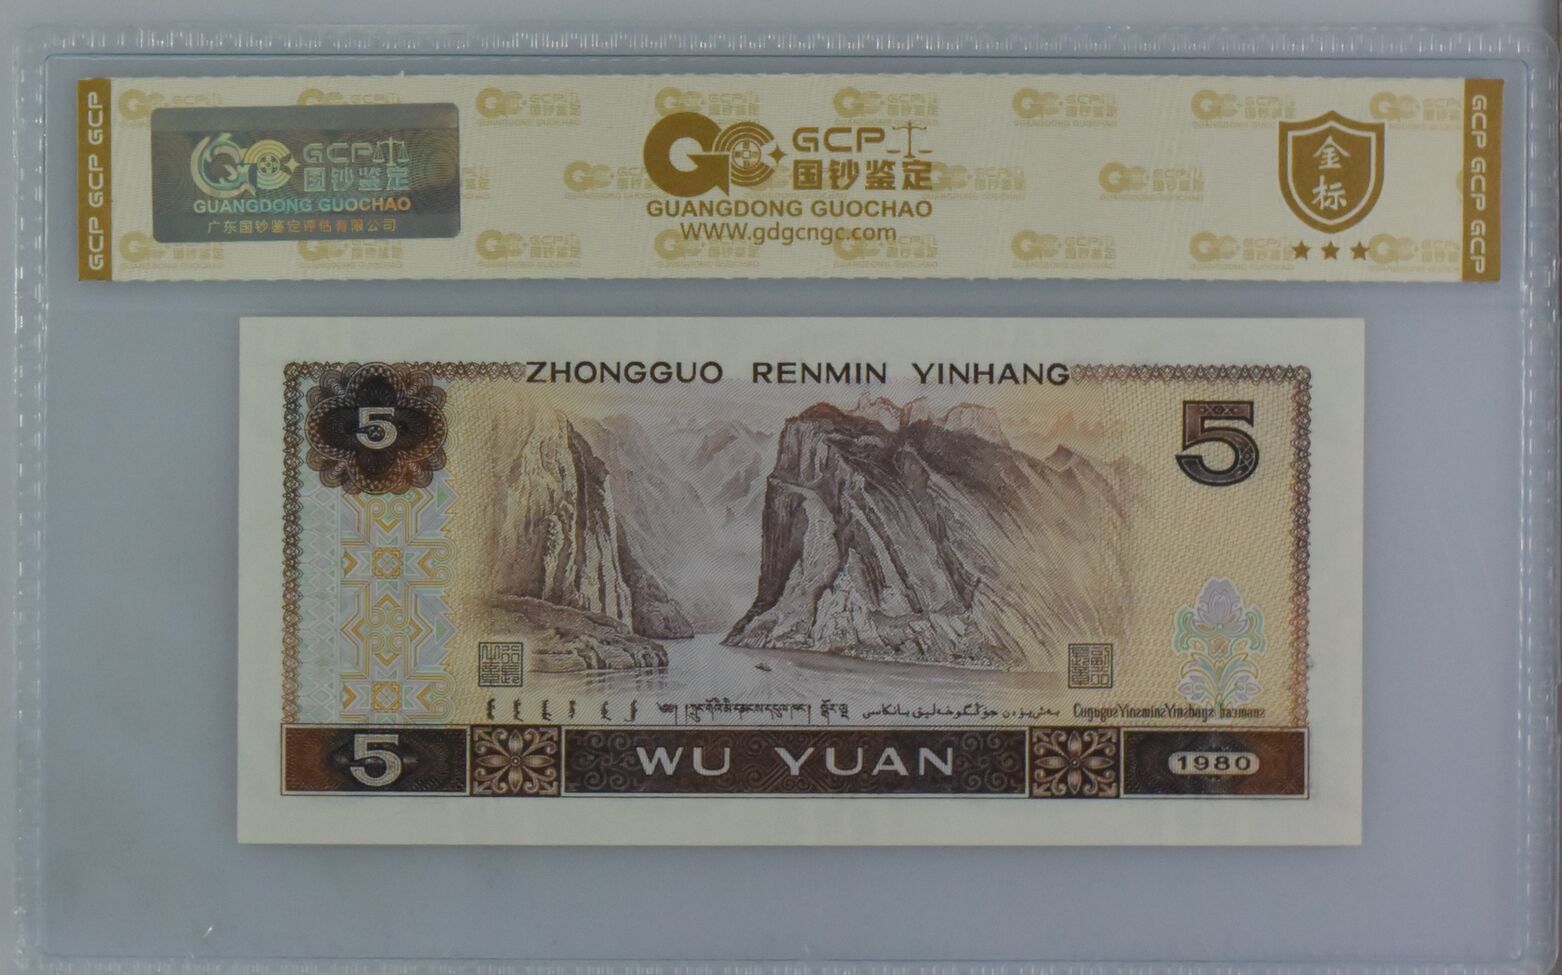 GCP GCP GCP
GCP
国钞鉴定
GUANGDONG GUOCHAO
广东国钞鉴定评估有限公司
GCP
国钞鉴定
GUANGDONG GUOCHAO
WWW.gdgcngc.com
金
标
GCP GCP GCP
ZHONGGUO RENMIN YINHANG
5
5
5
WU YUAN
1980